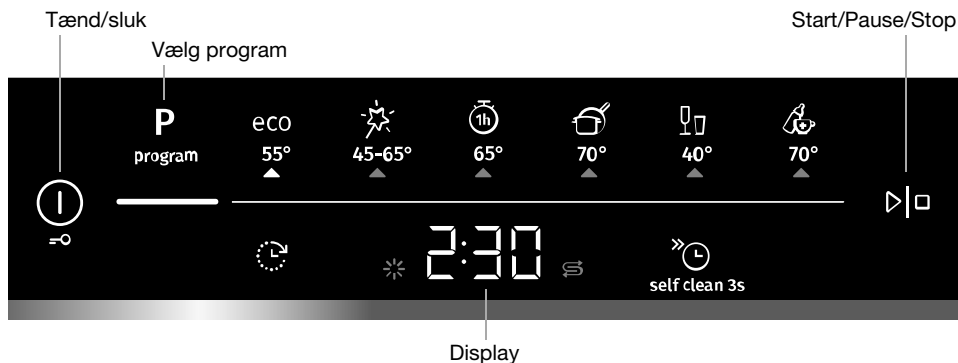 Tænd/sluk
Start/Pause/Stop
Vælg program
P
eco
1h
program
55°
45-65°
65°
70°
40°
70°
2:30
self clean 3s
Display